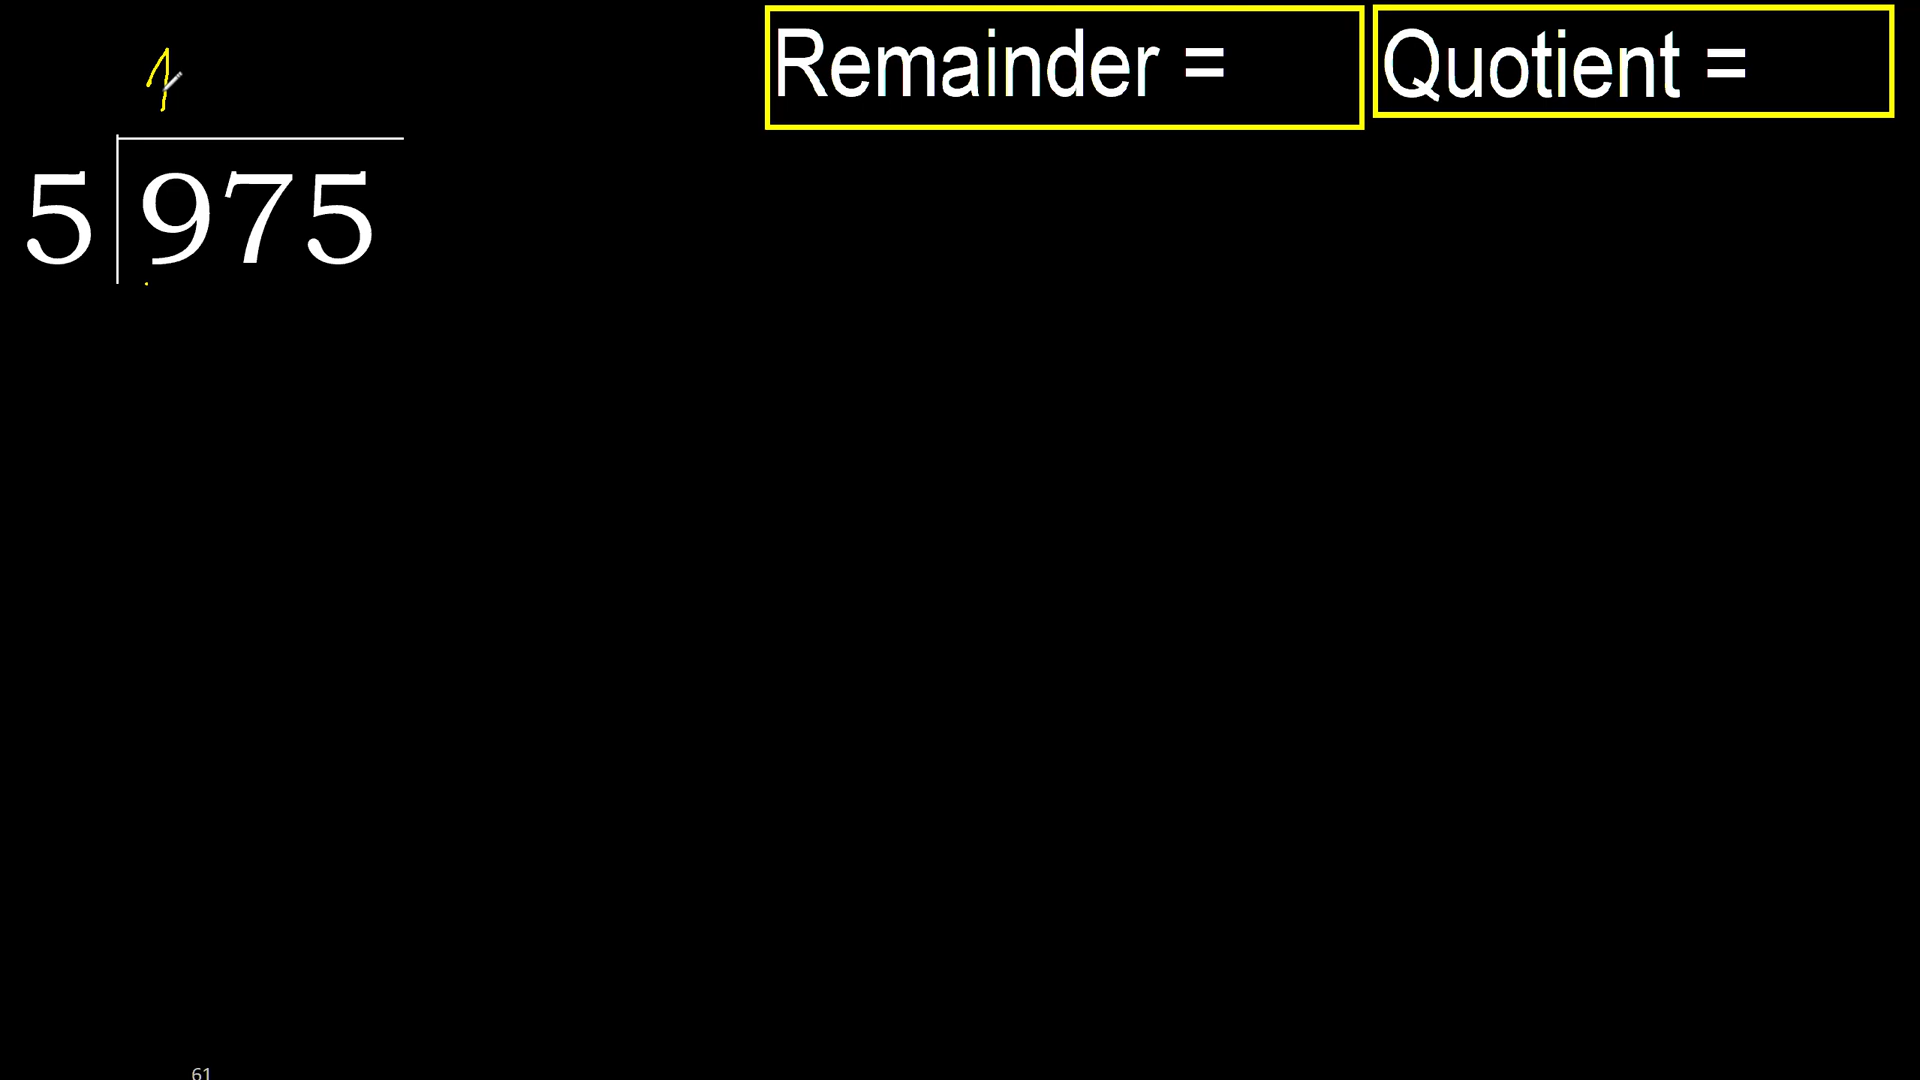 1
Remainder =
Quotient =
5 975
61